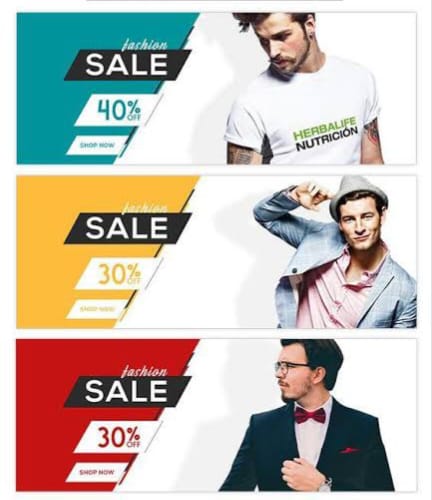 fashion
SALE
40%
OFF
SHOP NOW
HERBALIFE
NUTRICIÓN
fashion
SALE
30%
OFF
SHOP NOW
fashion
SALE
30%
OFF
SHOP NOW